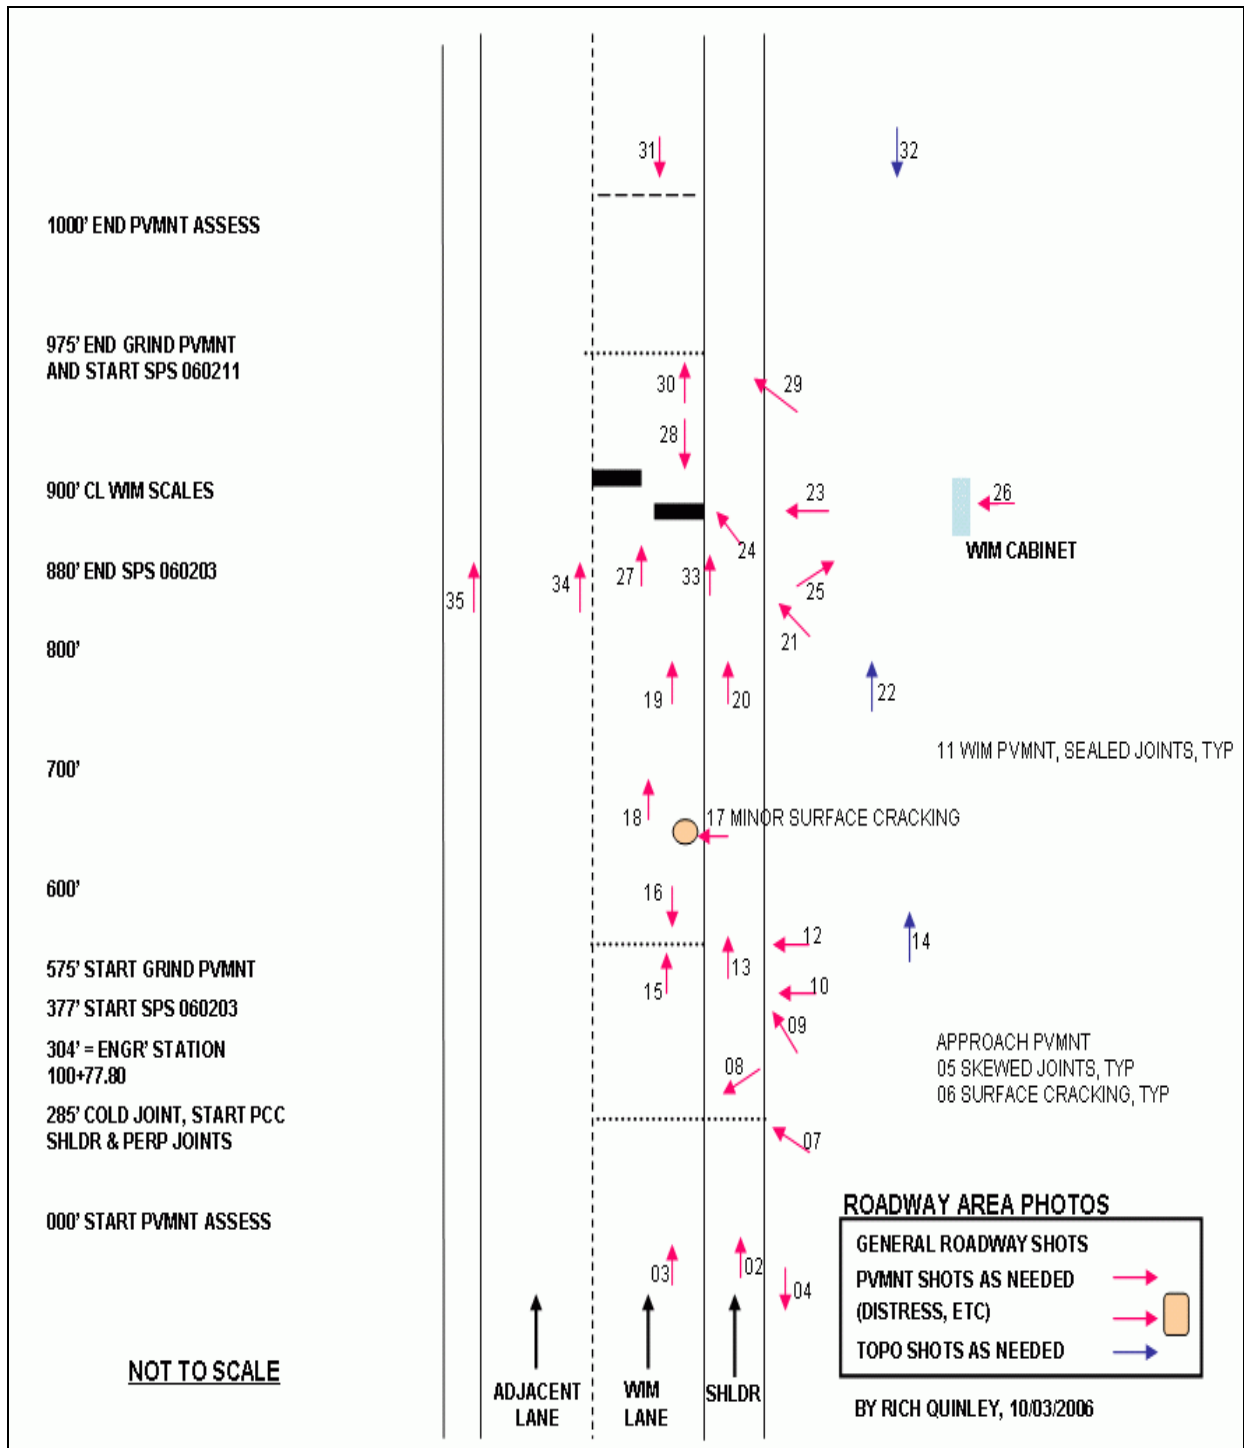 31
32
1000' END PVMNT ASSESS
975' END GRIND PVMNT
AND START SPS 060211
30
29
28
900' CL WIM SCALES
23
26
24
WIM CABINET
880' END SPS 060203
35
34
27
33
25
21
800'
19
20
22
11 WIM PVMNT, SEALED JOINTS, TYP
700'
18
17 MINOR SURFACE CRACKING
600'
16
12
14
13
575' START GRIND PVMNT
15
10
377' START SPS 060203
09
304' = ENGR' STATION
100+77.80
08
APPROACH PVMNT
05 SKEWED JOINTS, TYP
06 SURFACE CRACKING, TYP
285' COLD JOINT, START PCC
SHLDR & PERP JOINTS
07
000' START PVMNT ASSESS
03
02
04
ROADWAY AREA PHOTOS
GENERAL ROADWAY SHOTS
PVMNT SHOTS AS NEEDED
(DISTRESS, ETC)
TOPO SHOTS AS NEEDED
NOT TO SCALE
ADJACENT
LANE
WIM
LANE
SHLDR
BY RICH QUINLEY, 10/03/2006